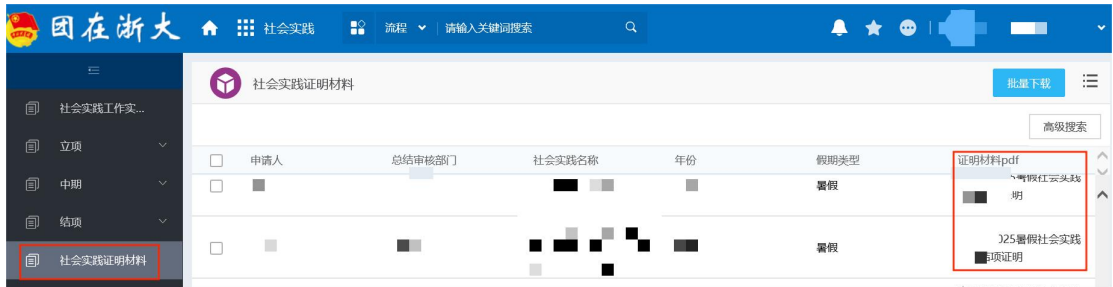 团在浙大
社会实践
流程
请输入关键词搜索
社会实践工作实...
立项
中期
结项
社会实践证明材料
社会实践证明材料
批量下载
高级搜索
申请人
总结审核部门
社会实践名称
年份
假期类型
证明材料pdf
暑假
5暑假社会实践
明
暑假
025暑假社会实践
项证明